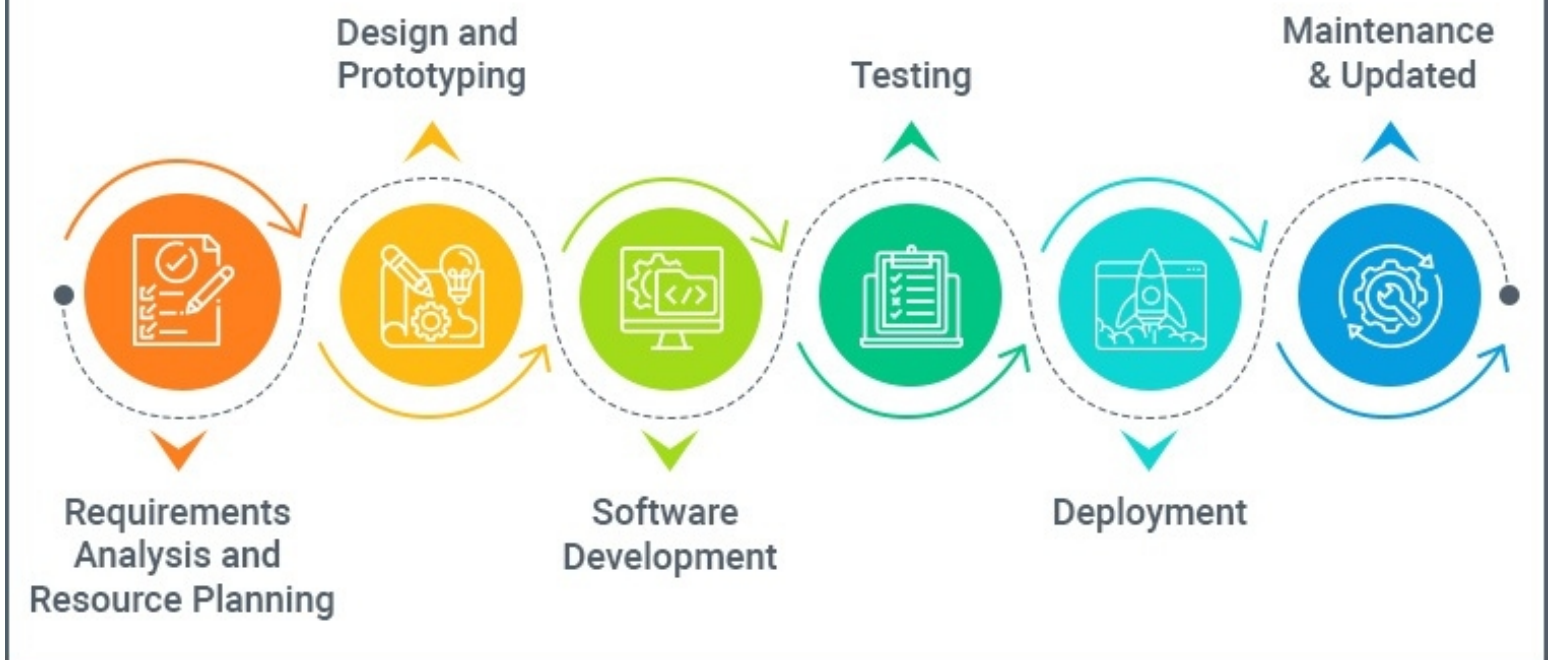 Requirements
Analysis and
Resource Planning
Design and
Prototyping
Software
Development
Testing
Deployment
Maintenance
& Updated